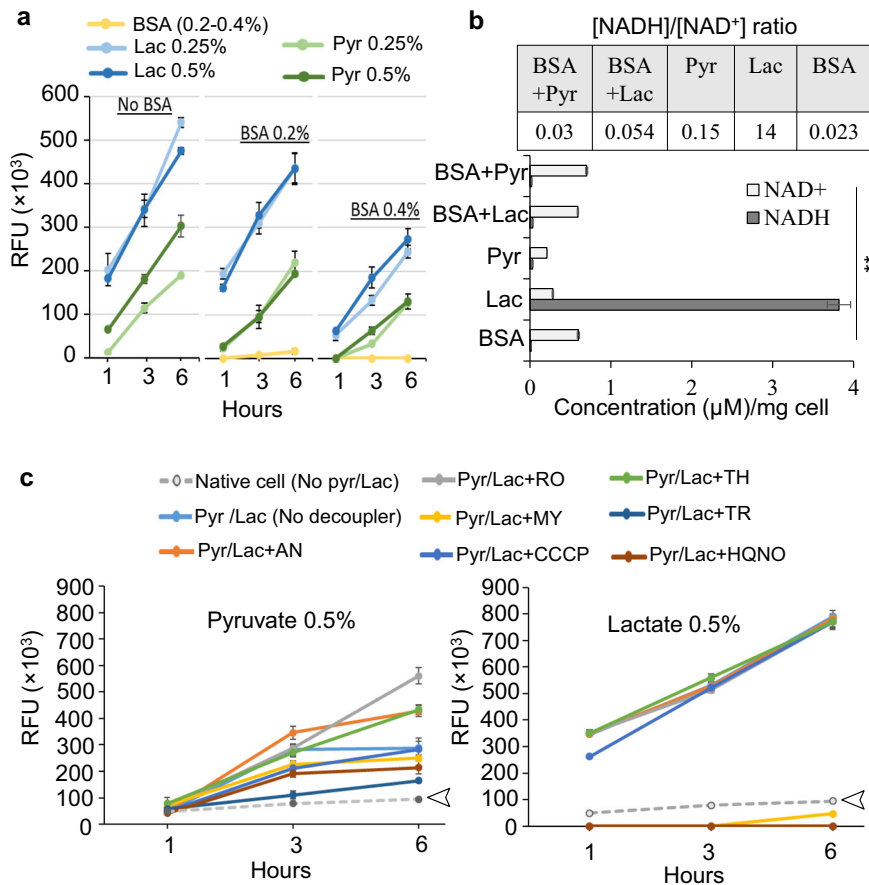 a
BSA (0.2-0.4%)
Lac 0.25%
Pyr 0.25%
Lac 0.5%
Pyr 0.5%
No BSA
BSA 0.2%
BSA 0.4%
RFU (×10³)
600
500
400
300
200
100
0
1 3 6 1 3 6 1 3 6
Hours
b
[NADH]/[NAD⁺] ratio
BSA +Pyr BSA +Lac Pyr Lac BSA
0.03 0.054 0.15 14 0.023
BSA+Pyr
BSA+Lac
Pyr
Lac
BSA
NAD+
NADH
**
0 1 2 3 4
Concentration (µM)/mg cell
c
Native cell (No pyr/Lac)
Pyr/Lac+RO
Pyr/Lac+TH
Pyr /Lac (No decoupler)
Pyr/Lac+MY
Pyr/Lac+TR
Pyr/Lac+AN
Pyr/Lac+CCCP
Pyr/Lac+HQNO
Pyruvate 0.5%
RFU (×10³)
900
800
700
600
500
400
300
200
100
0
1 3 6
Hours
Lactate 0.5%
RFU (×10³)
900
800
700
600
500
400
300
200
100
0
1 3 6
Hours